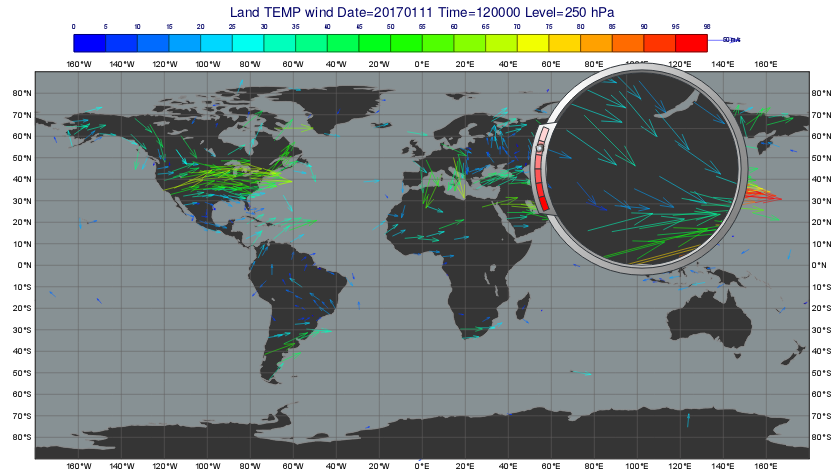 Land TEMP wind Date=20170111 Time=120000 Level=250 hPa
0 5 10 15 20 25 30 35 40 45 50 55 60 65 70 75 80 85 90 95 98
160°W 140°W 120°W 100°W 80°W 60°W 40°W 20°W 0°E 20°E 40°E 60°E 160°E
80°N 80°N
70°N 70°N
60°N 60°N
50°N 50°N
40°N 40°N
30°N 30°N
20°N 20°N
10°N 10°N
0°N 0°N
10°S 10°S
20°S 20°S
30°S 30°S
40°S 40°S
50°S 50°S
60°S 60°S
70°S 70°S
80°S 80°S
160°W 140°W 120°W 100°W 80°W 60°W 40°W 20°W 0°E 20°E 40°E 60°E 80°E 100°E 120°E 140°E 160°E